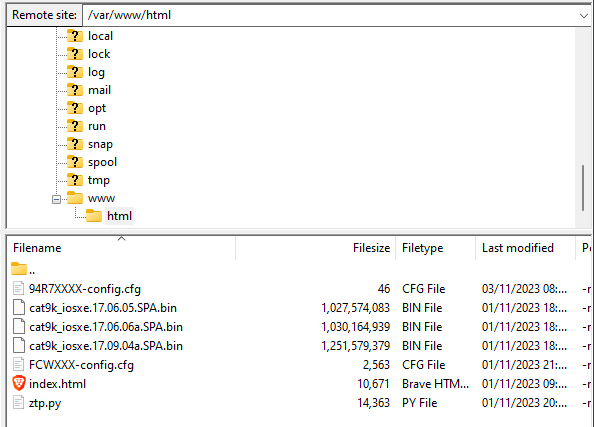 Remote site: /var/www/html
local
lock
log
mail
opt
run
snap
spool
tmp
www
html
Filename Filesize Filetype Last modified Pe
..
94R7XXXX-config.cfg 46 CFG File 03/11/2023 08:... -r
cat9k_iosxe.17.06.05.SPA.bin 1,027,574,083 BIN File 01/11/2023 18:... -r
cat9k_iosxe.17.06.06a.SPA.bin 1,030,164,939 BIN File 01/11/2023 18:... -r
cat9k_iosxe.17.09.04a.SPA.bin 1,251,579,379 BIN File 01/11/2023 18:... -r
FCWXXX-config.cfg 2,563 CFG File 01/11/2023 21:... -r
index.html 10,671 Brave HTM... 01/11/2023 09:... -r
ztp.py 14,363 PY File 01/11/2023 20:... -r